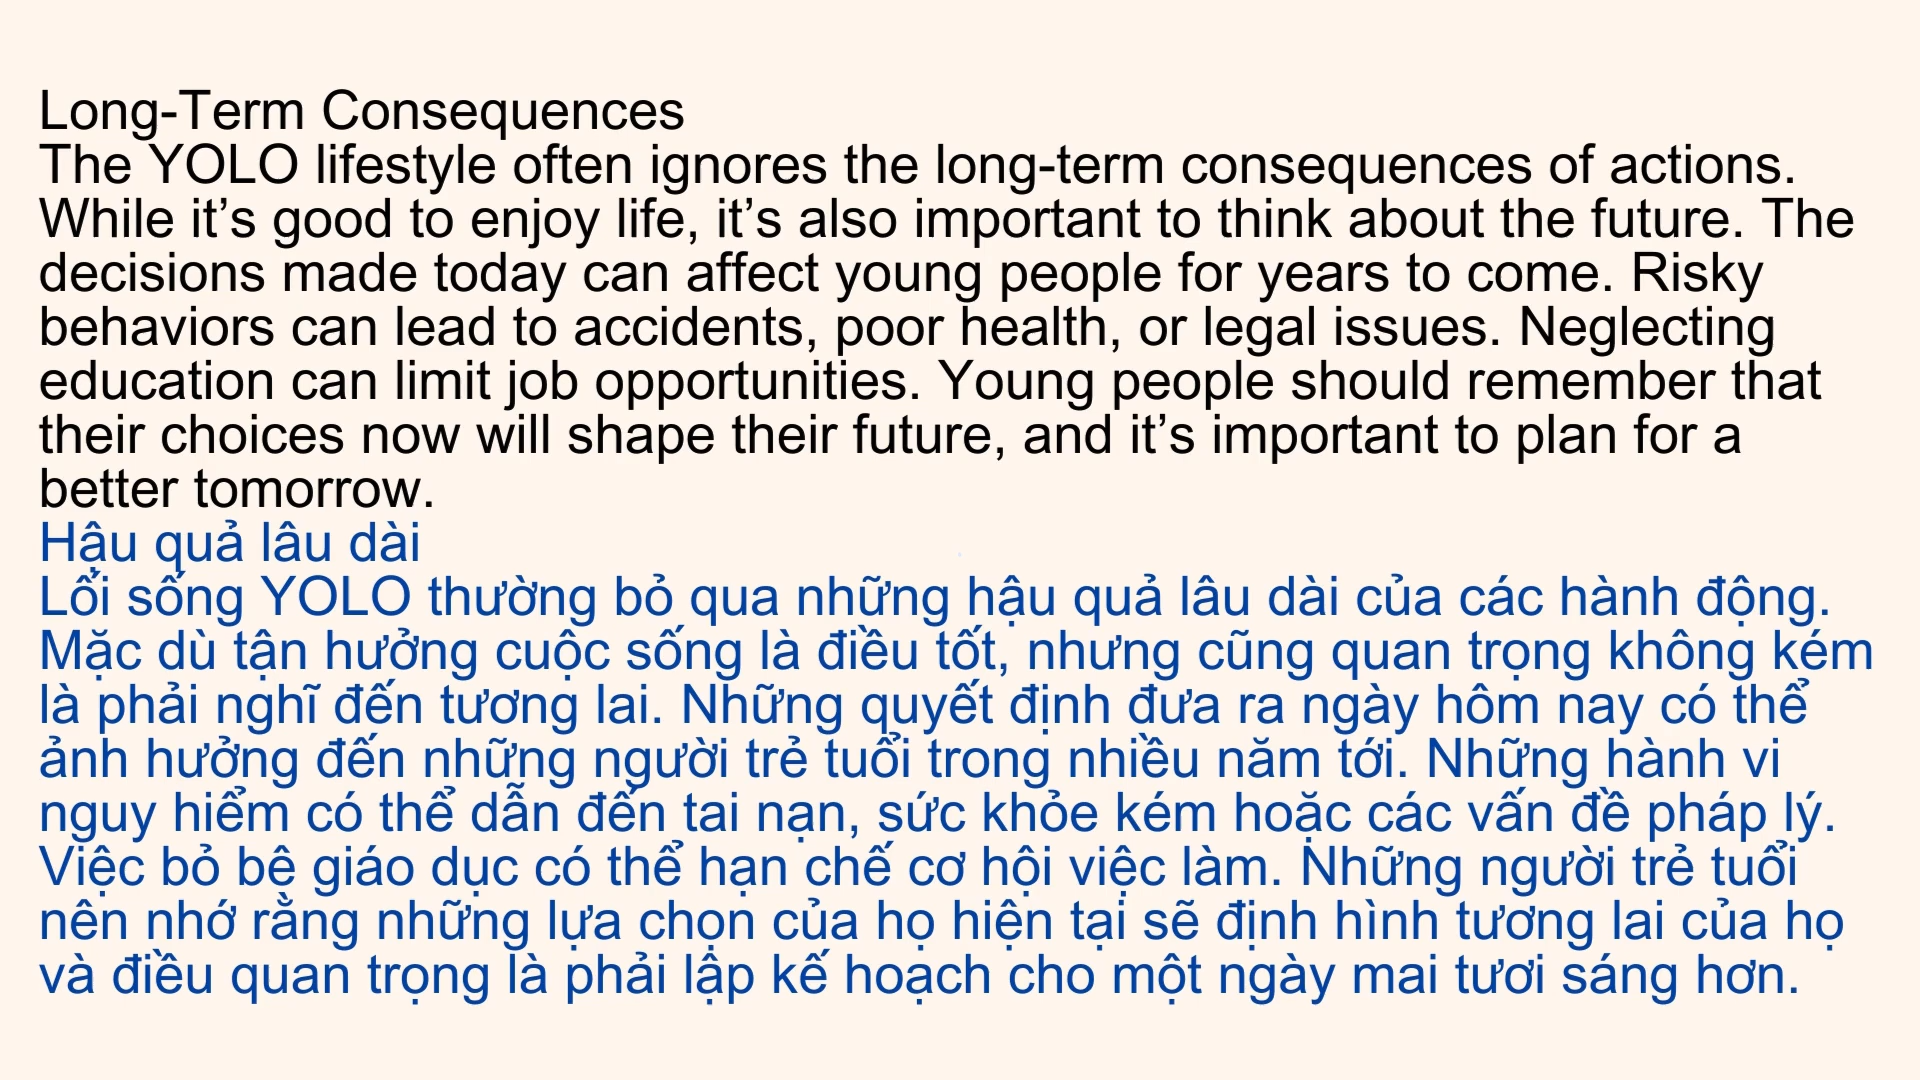 Long-Term Consequences
The YOLO lifestyle often ignores the long-term consequences of actions.
While it’s good to enjoy life, it’s also important to think about the future. The
decisions made today can affect young people for years to come. Risky
behaviors can lead to accidents, poor health, or legal issues. Neglecting
education can limit job opportunities. Young people should remember that
their choices now will shape their future, and it’s important to plan for a
better tomorrow.
Hậu quả lâu dài
Lối sống YOLO thường bỏ qua những hậu quả lâu dài của các hành động.
Mặc dù tận hưởng cuộc sống là điều tốt, nhưng cũng quan trọng không kém
là phải nghĩ đến tương lai. Những quyết định đưa ra ngày hôm nay có thể
ảnh hưởng đến những người trẻ tuổi trong nhiều năm tới. Những hành vi
nguy hiểm có thể dẫn đến tai nạn, sức khỏe kém hoặc các vấn đề pháp lý.
Việc bỏ bê giáo dục có thể hạn chế cơ hội việc làm. Những người trẻ tuổi
nên nhớ rằng những lựa chọn của họ hiện tại sẽ định hình tương lai của họ
và điều quan trọng là phải lập kế hoạch cho một ngày mai tươi sáng hơn.